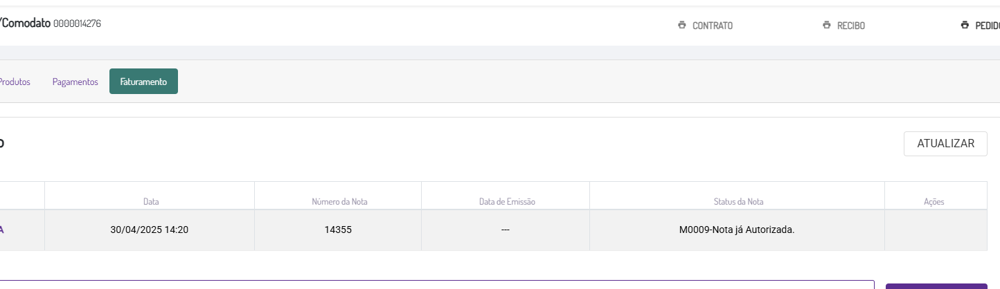 /Comodato 0000014276
CONTRATO
RECIBO
PEDIDO
Produtos
Pagamentos
Faturamento
ATUALIZAR
Data
Número da Nota
Data de Emissão
Status da Nota
Ações
A
30/04/2025 14:20
14355
---
M0009-Nota já Autorizada.